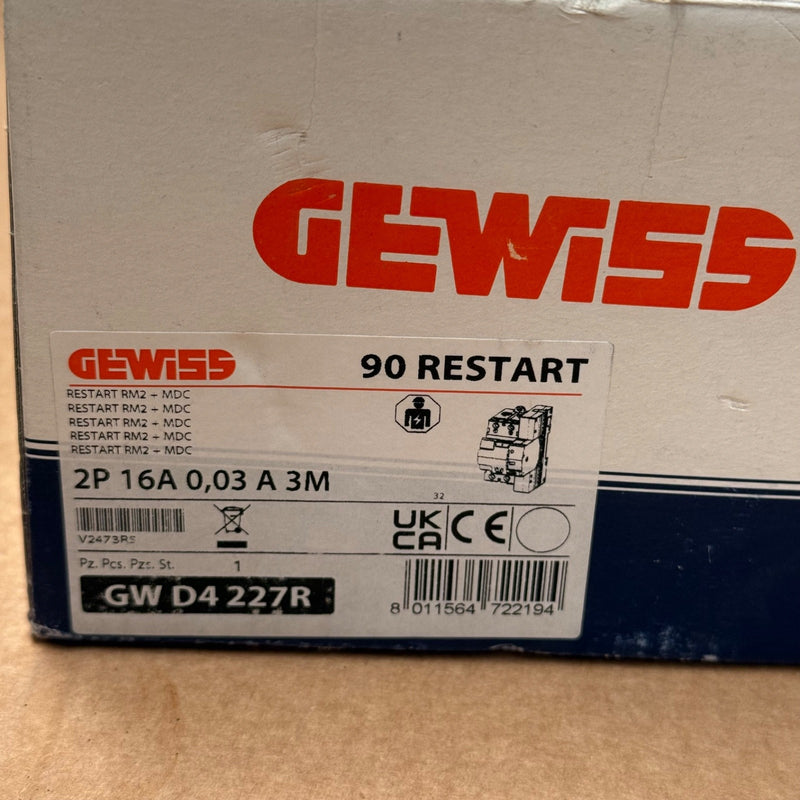 GEWiSS
GEWiSS
90 RESTART
RESTART RM2 + MDC
RESTART RM2 + MDC
RESTART RM2 + MDC
RESTART RM2 + MDC
RESTART RM2 + MDC
2P 16A 0,03 A 3M
32
UK
CA
CE
V2473RS
Pz. Pcs. Pzs. St. 1
GW D4 227R
8 011564 722194